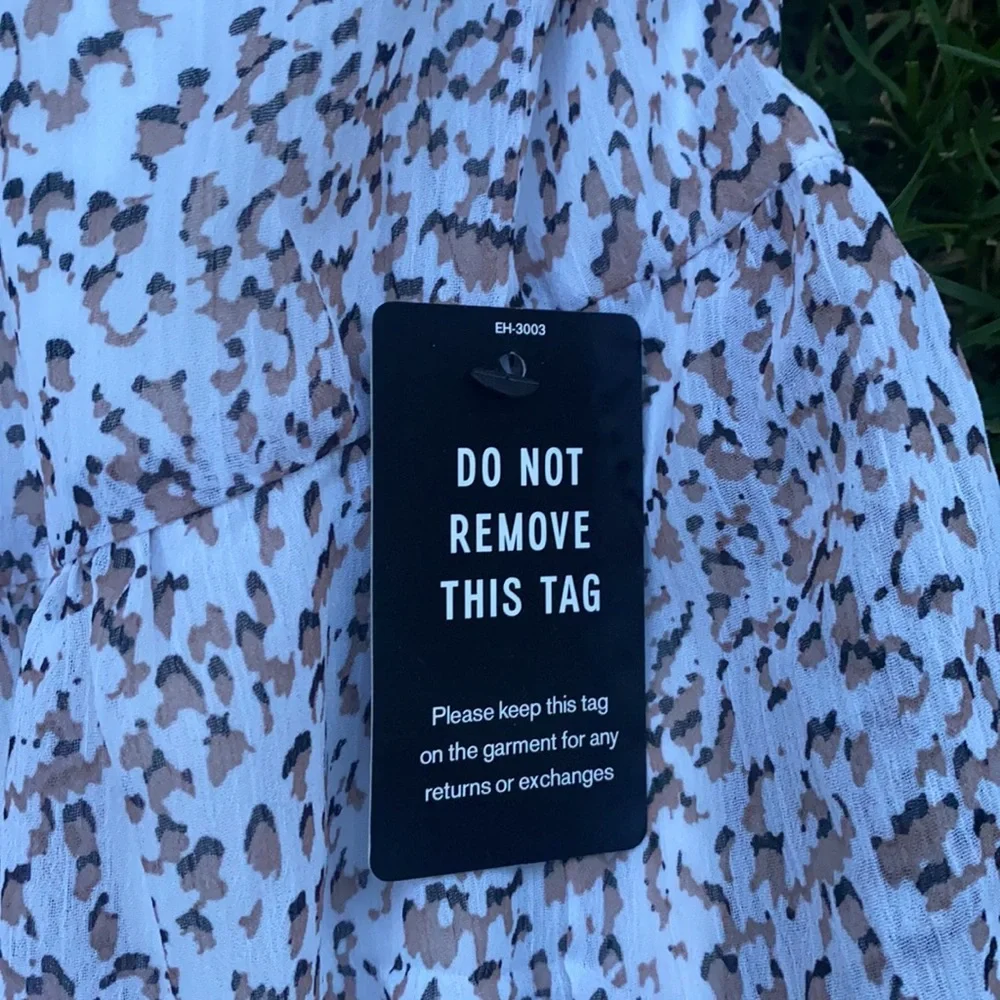 EH-3003
DO NOT
REMOVE
THIS TAG
Please keep this tag
on the garment for any
returns or exchanges